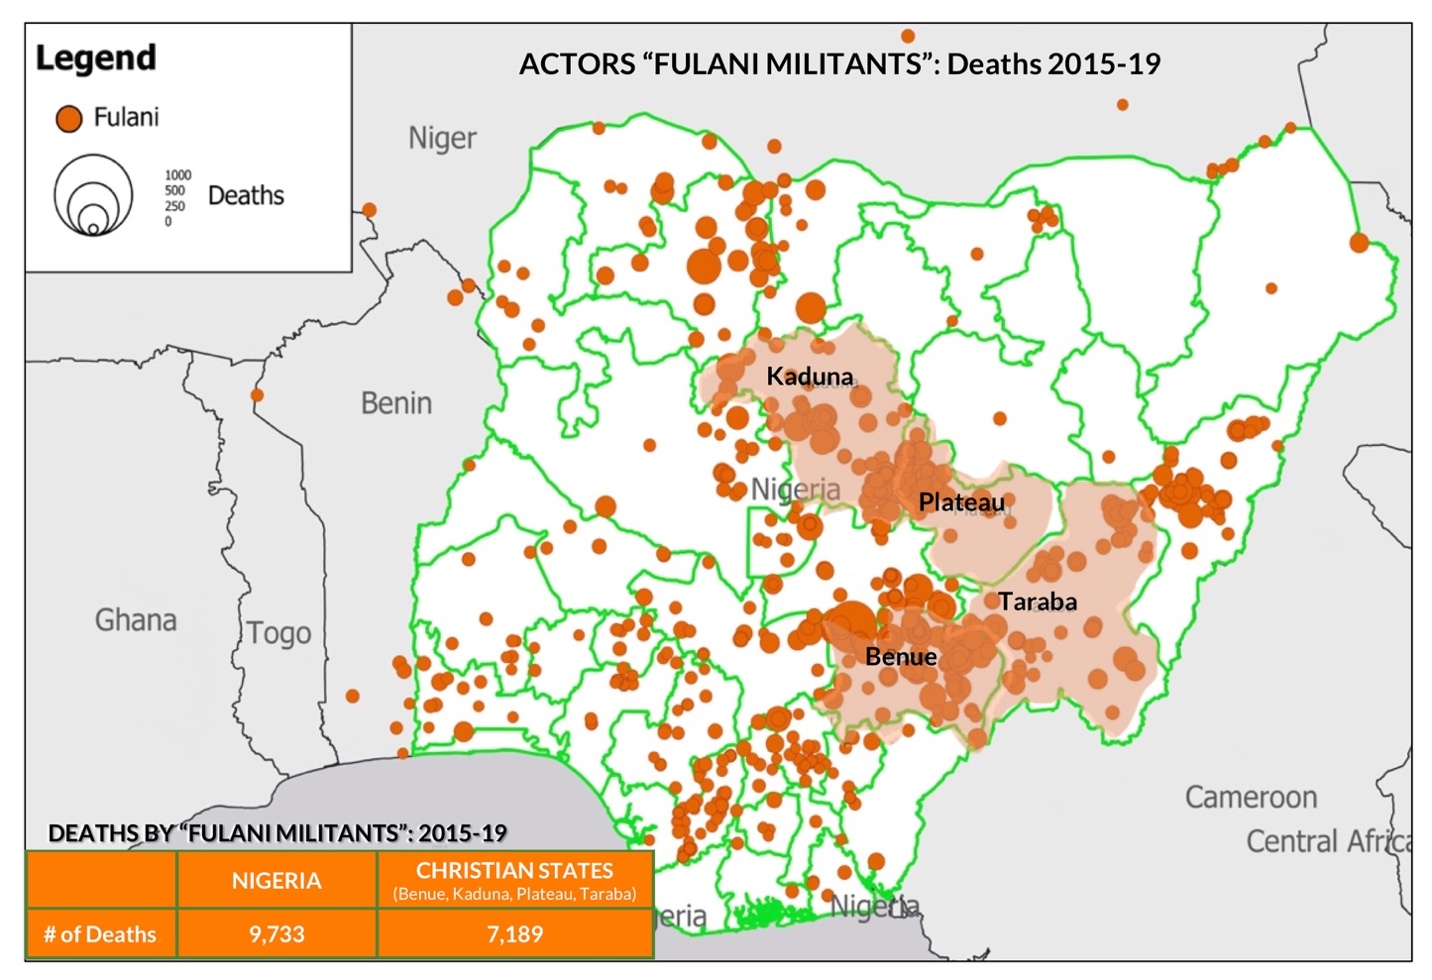 Legend
Fulani
1000
500
250
0
Deaths
ACTORS “FULANI MILITANTS”: Deaths 2015-19
Niger
Benin
Kaduna
Nigeria
Plateau
Taraba
Benue
Ghana
Togo
Cameroon
Central Africa
Nigeria
eria
DEATHS BY “FULANI MILITANTS”: 2015-19
NIGERIA
CHRISTIAN STATES
(Benue, Kaduna, Plateau, Taraba)
# of Deaths
9,733
7,189